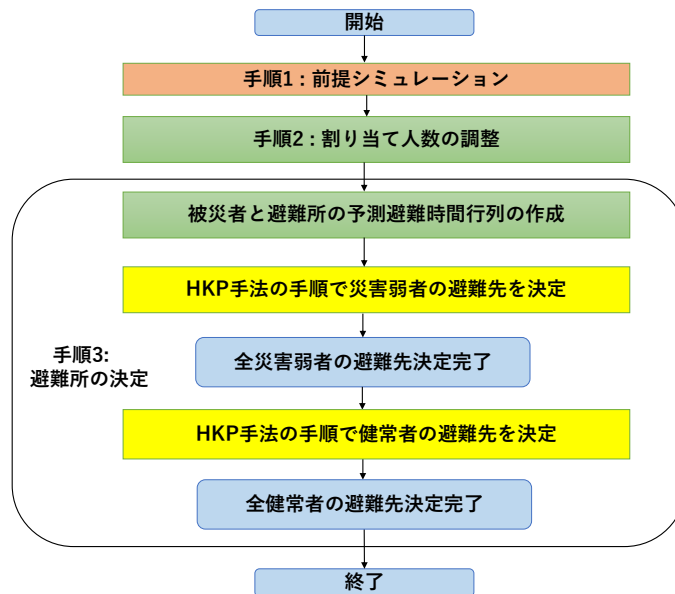 開始
手順1：前提シミュレーション
手順2：割り当て人数の調整
被災者と避難所の予測避難時間行列の作成
HKP手法の手順で災害弱者の避難先を決定
手順3:
避難所の決定
全災害弱者の避難先決定完了
HKP手法の手順で健常者の避難先を決定
全健常者の避難先決定完了
終了